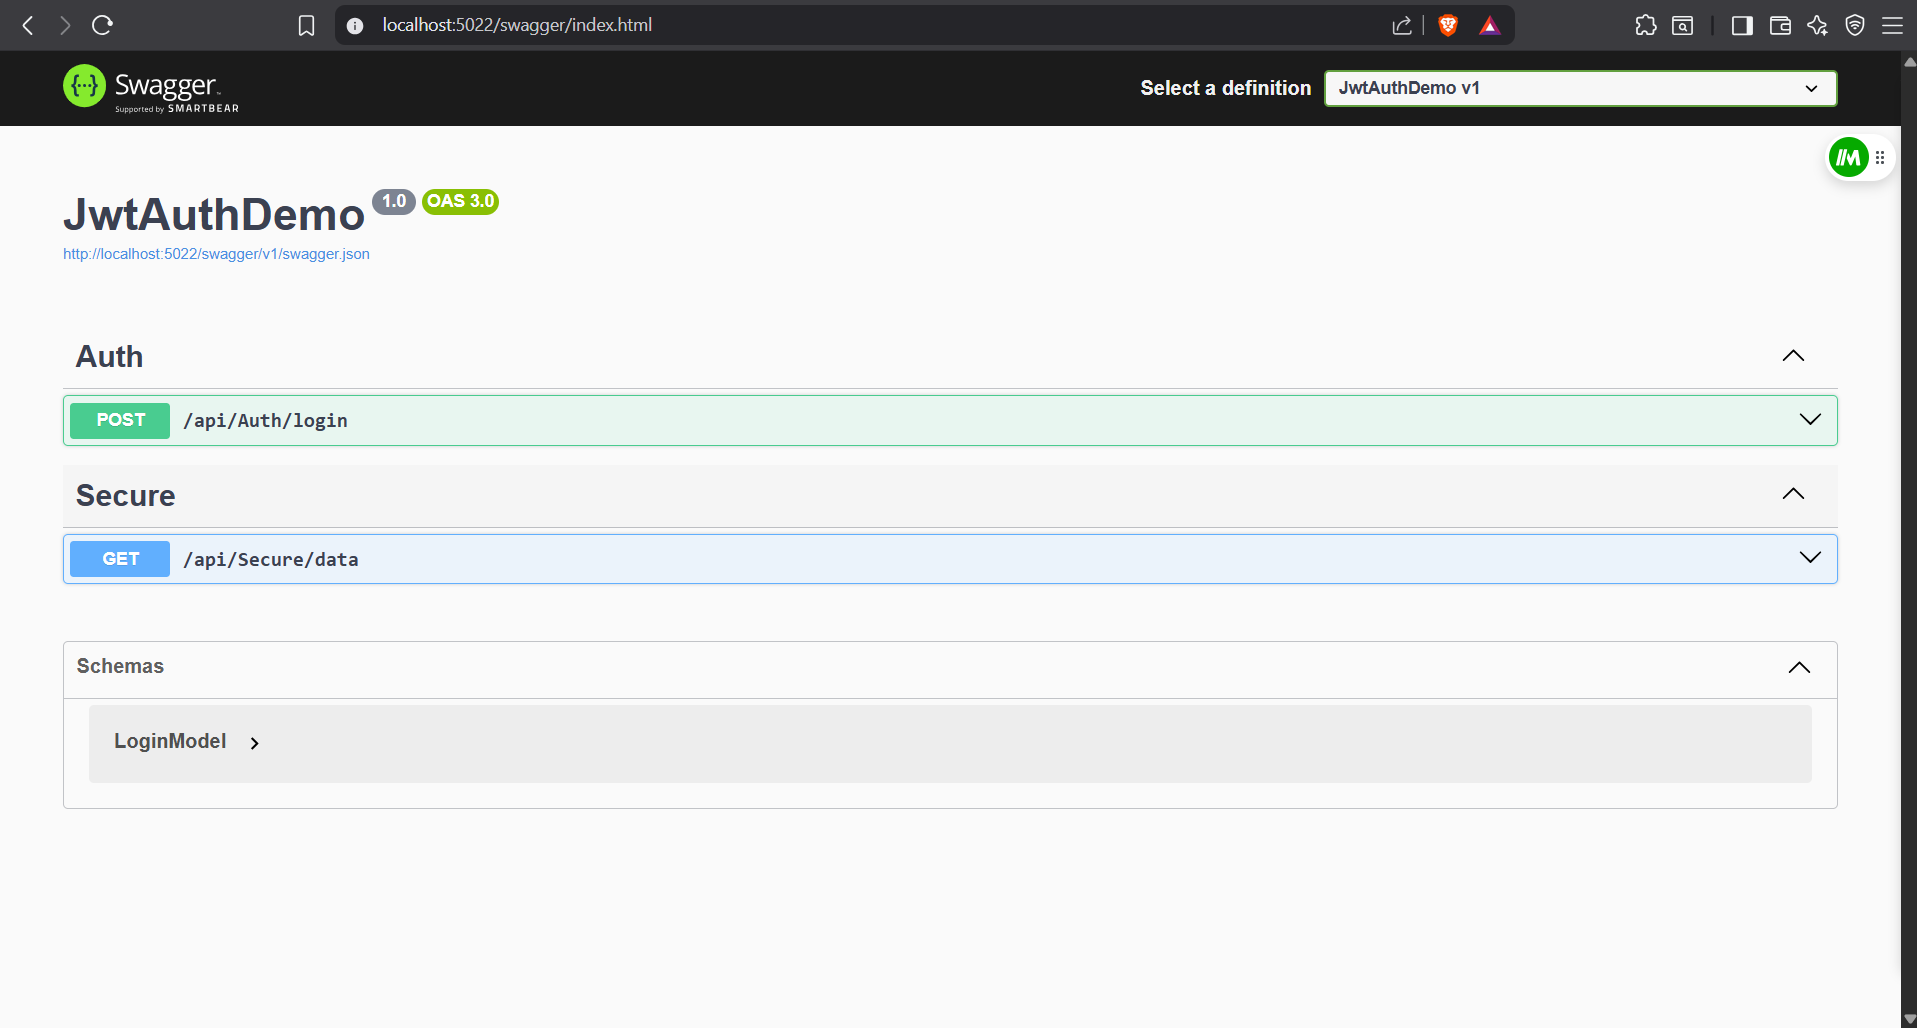 localhost:5022/swagger/index.html
Swagger
Supported by SMARTBEAR
Select a definition
JwtAuthDemo v1
JwtAuthDemo 1.0 OAS 3.0
http://localhost:5022/swagger/v1/swagger.json
Auth
POST /api/Auth/login
Secure
GET /api/Secure/data
Schemas
LoginModel